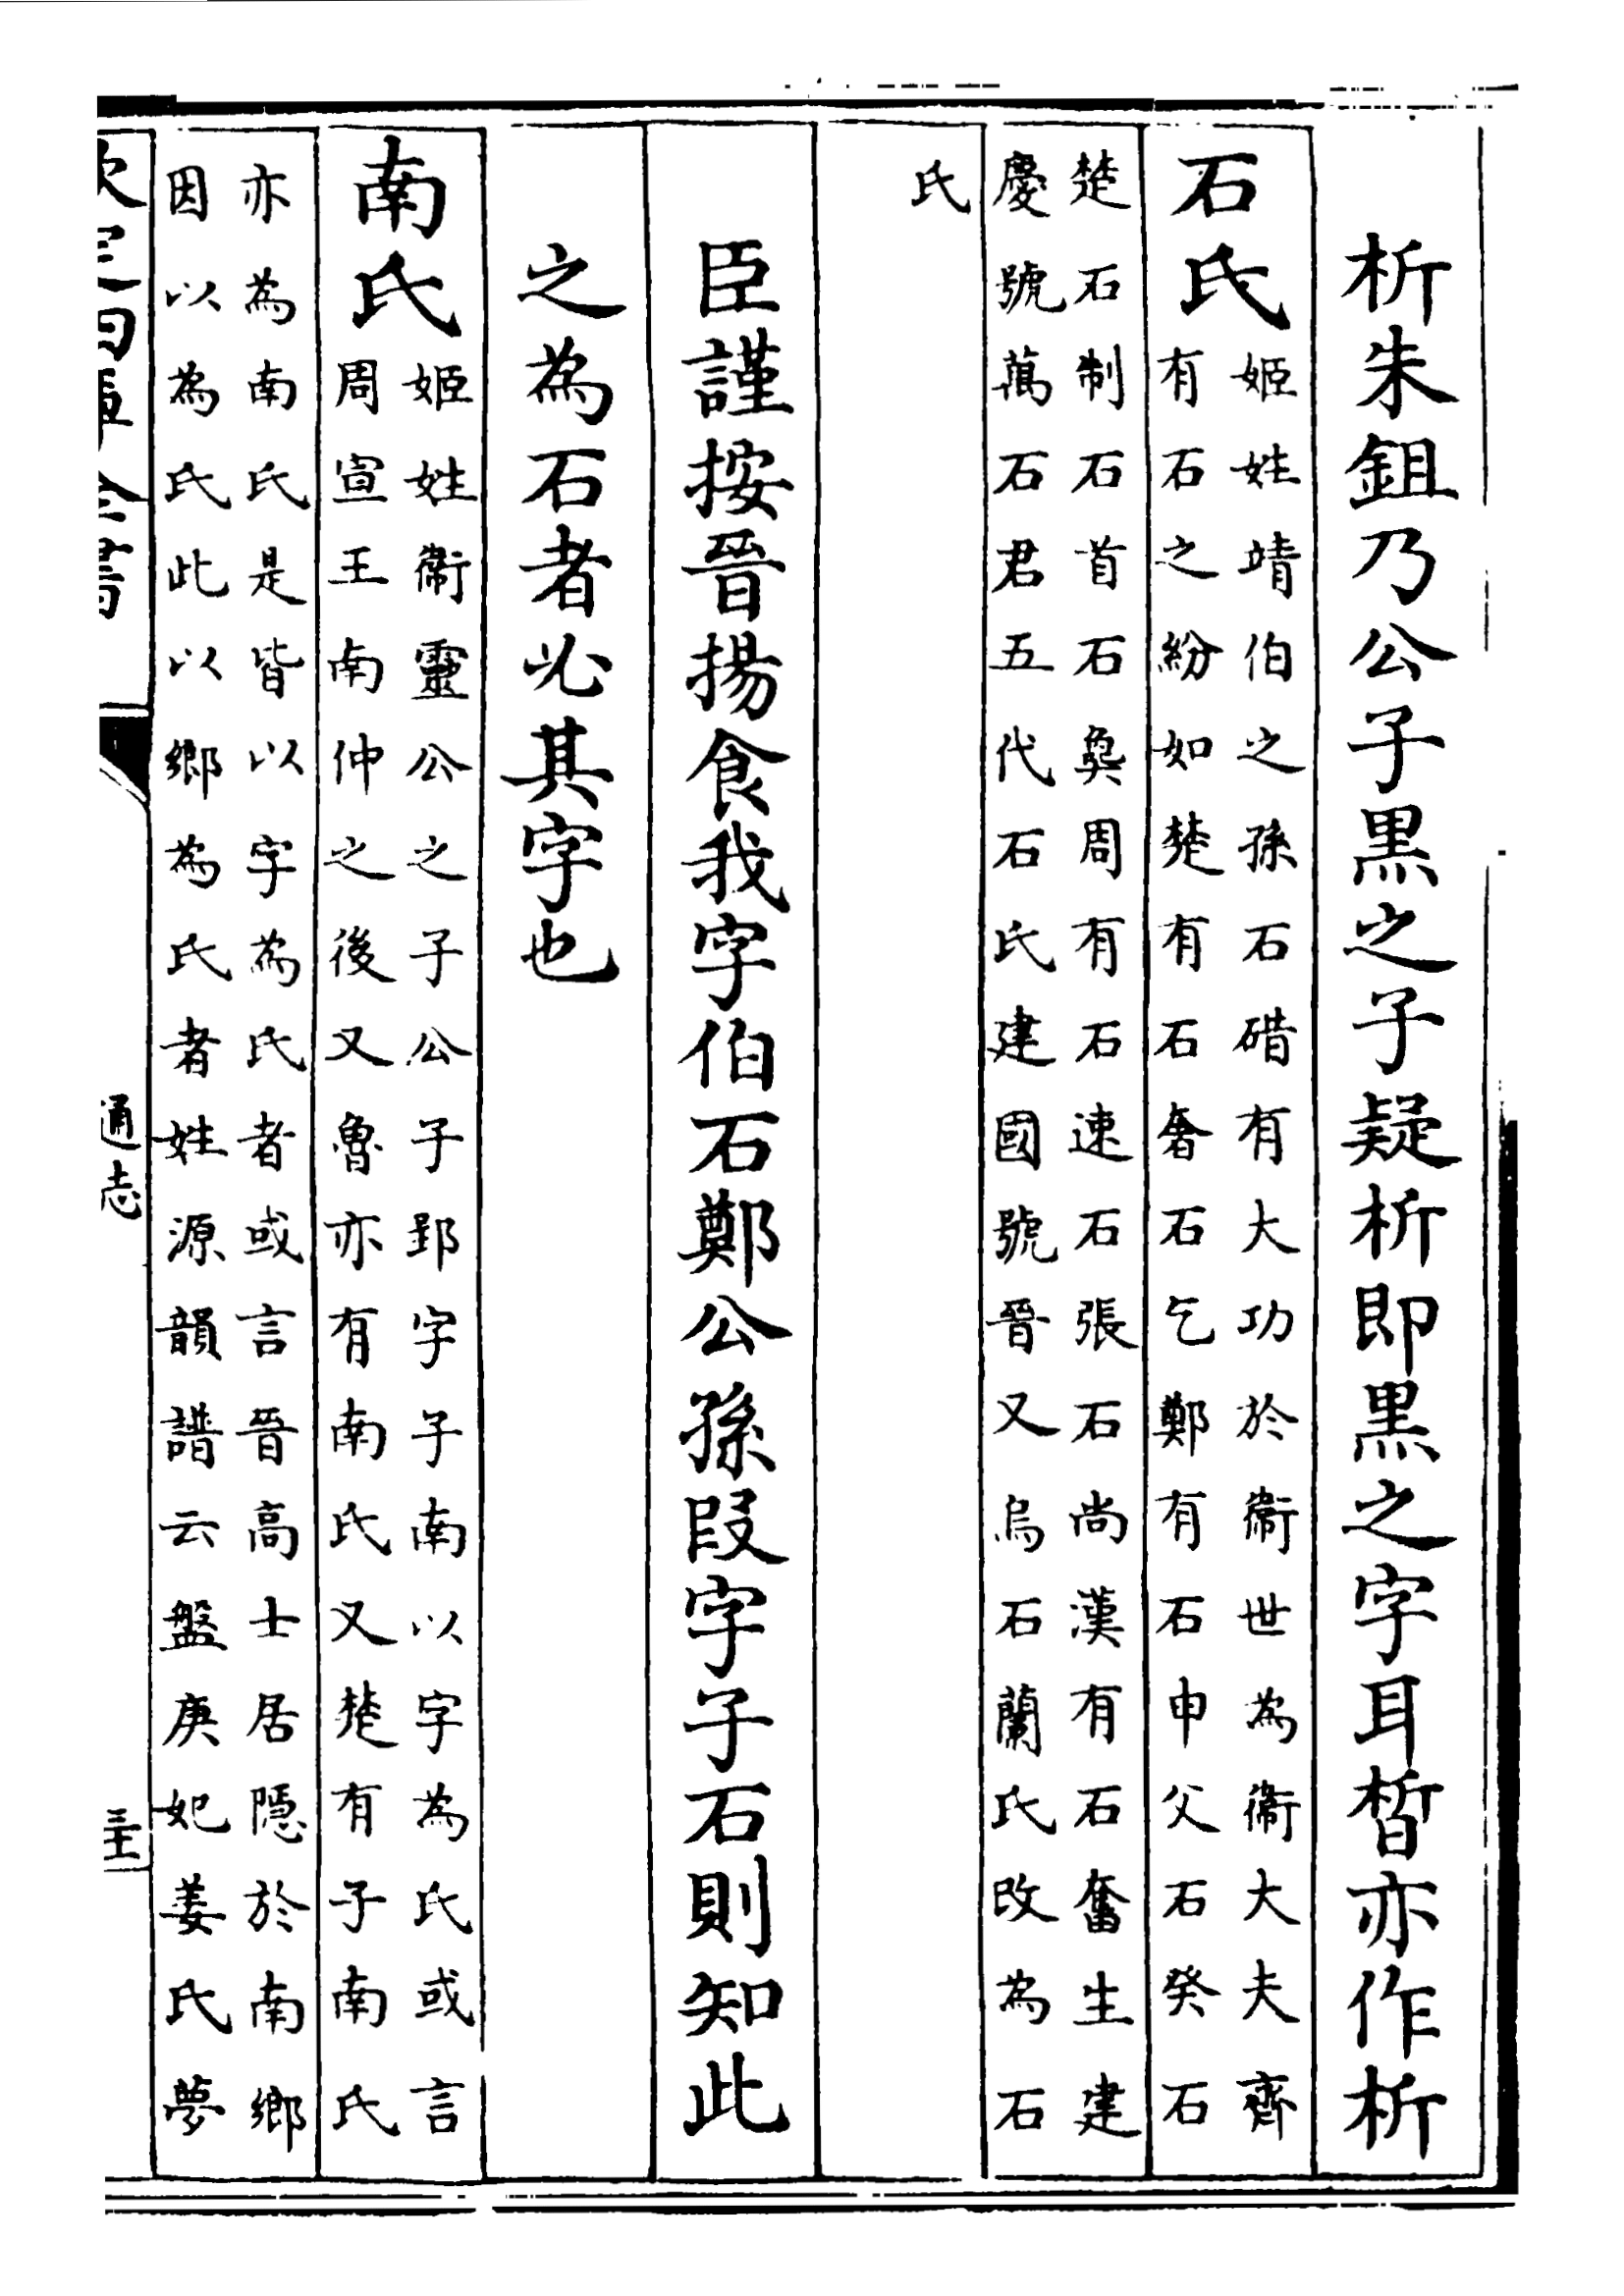 析朱鉏乃公子黒之子疑析即黒之字耳晳亦作析
石氏
姬姓靖伯之孫石碏有大功於衞世為衞大夫齊
有石之紛如楚有石奢石乞鄭有石申父石癸石
楚石制石首石㚟周有石速石張石尚漢有石奮生建
慶號萬石君五代石氏建國號晉又烏石蘭氏改為石
氏
臣謹按晉揚食我字伯石鄭公孫段字子石則知此
之為石者必其字也
南氏
姬姓衞靈公之子公子郢字子南以字為氏或言
周宣王南仲之後又魯亦有南氏又楚有子南氏
亦為南氏是皆以字為氏者或言晉高士居隱於南鄉
因以為氏此以鄉為氏者姓源韻譜云盤庚妃姜氏夢
欽定四庫全書
通志